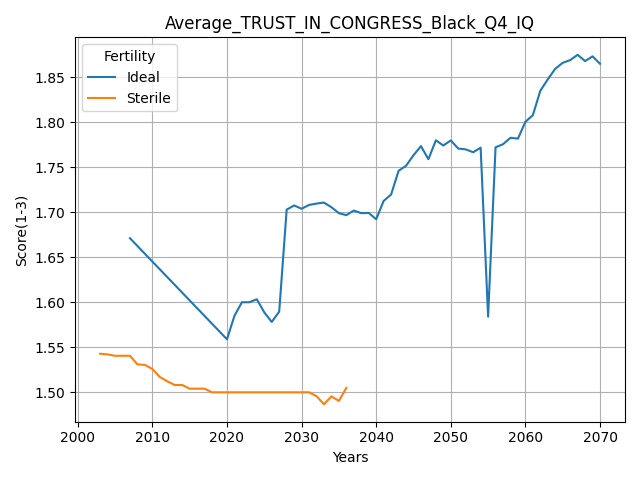 Average_TRUST_IN_CONGRESS_Black_Q4_IQ
Fertility
Ideal
Sterile
Score(1-3)
1.85
1.80
1.75
1.70
1.65
1.60
1.55
1.50
2000 2010 2020 2030 2040 2050 2060 2070
Years